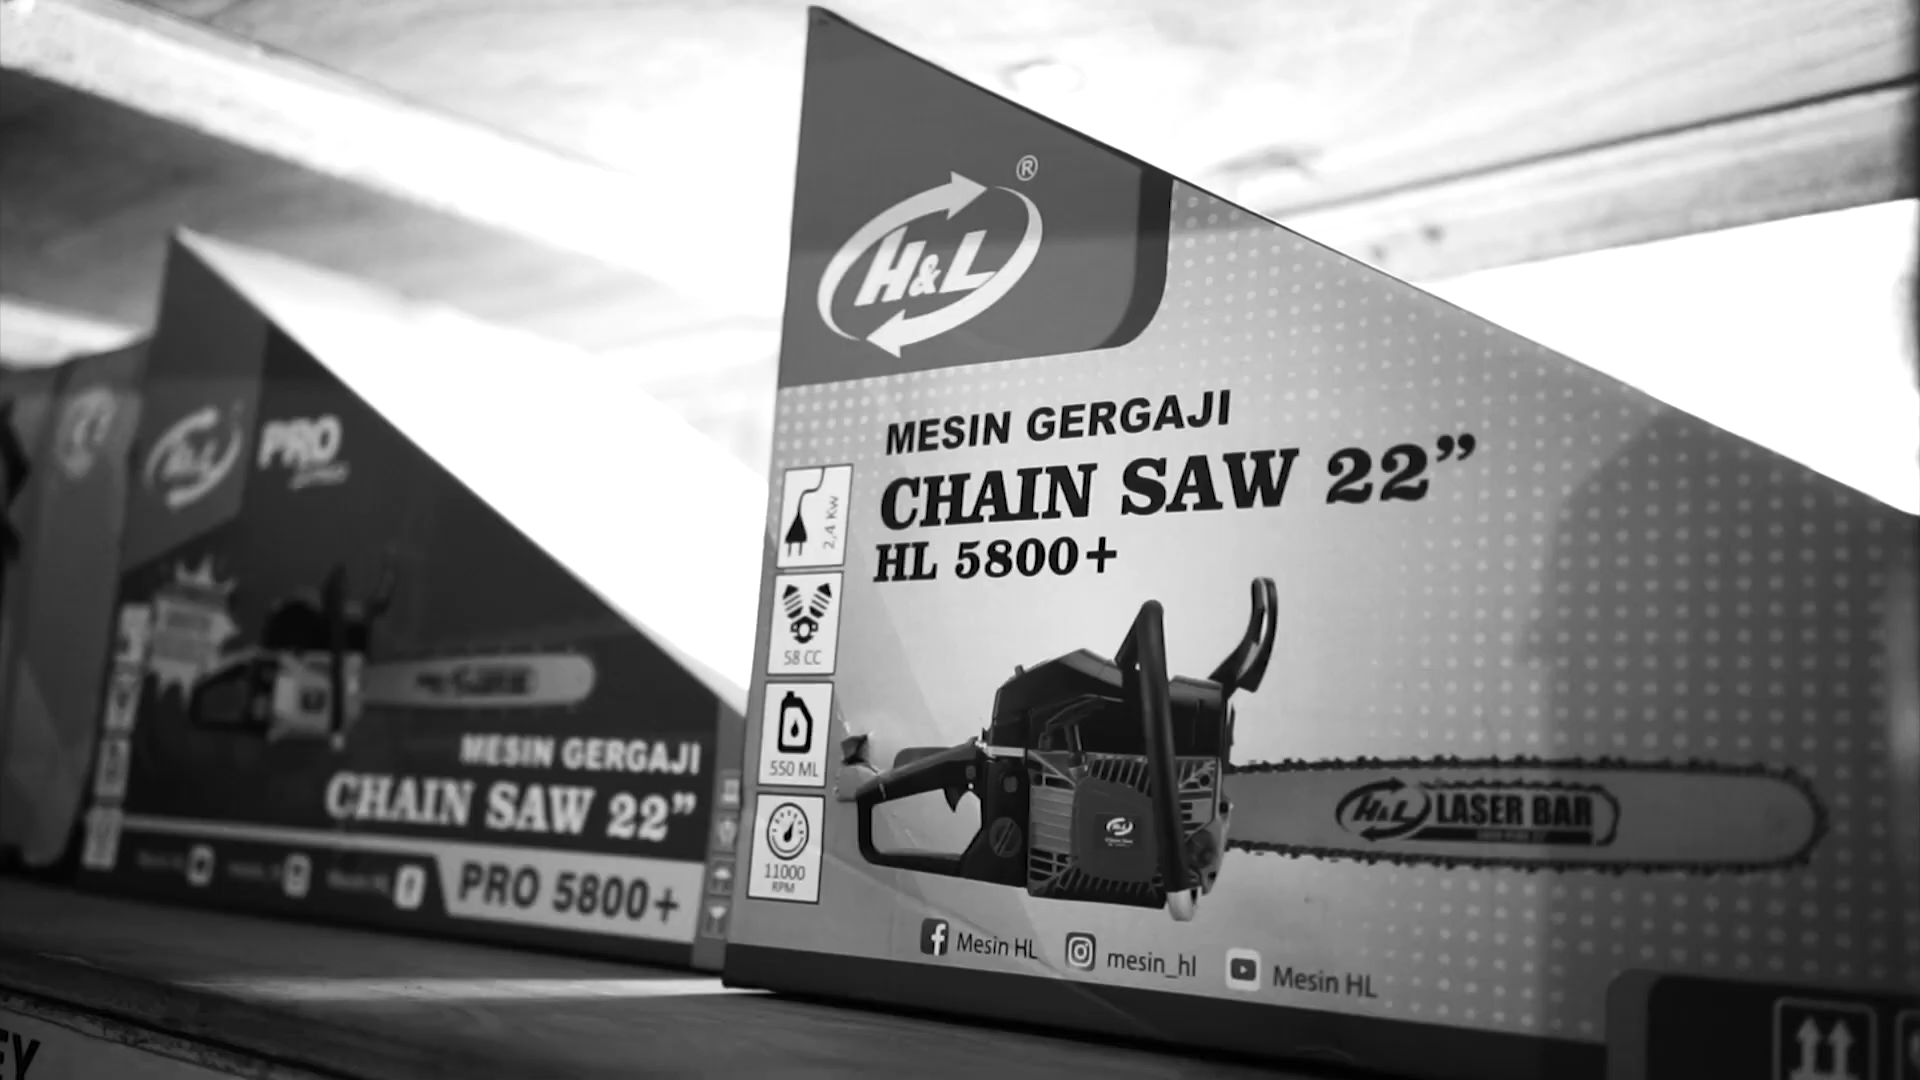 H&L ®
MESIN GERGAJI
CHAIN SAW 22”
HL 5800+
2,4 Kw
58 CC
550 ML
11000
RPM
H&L LASER BAR
H&L
Mesin HL
mesin_hl
Mesin HL
H&L
PRO
MESIN GERGAJI
CHAIN SAW 22”
PRO 5800+
EY